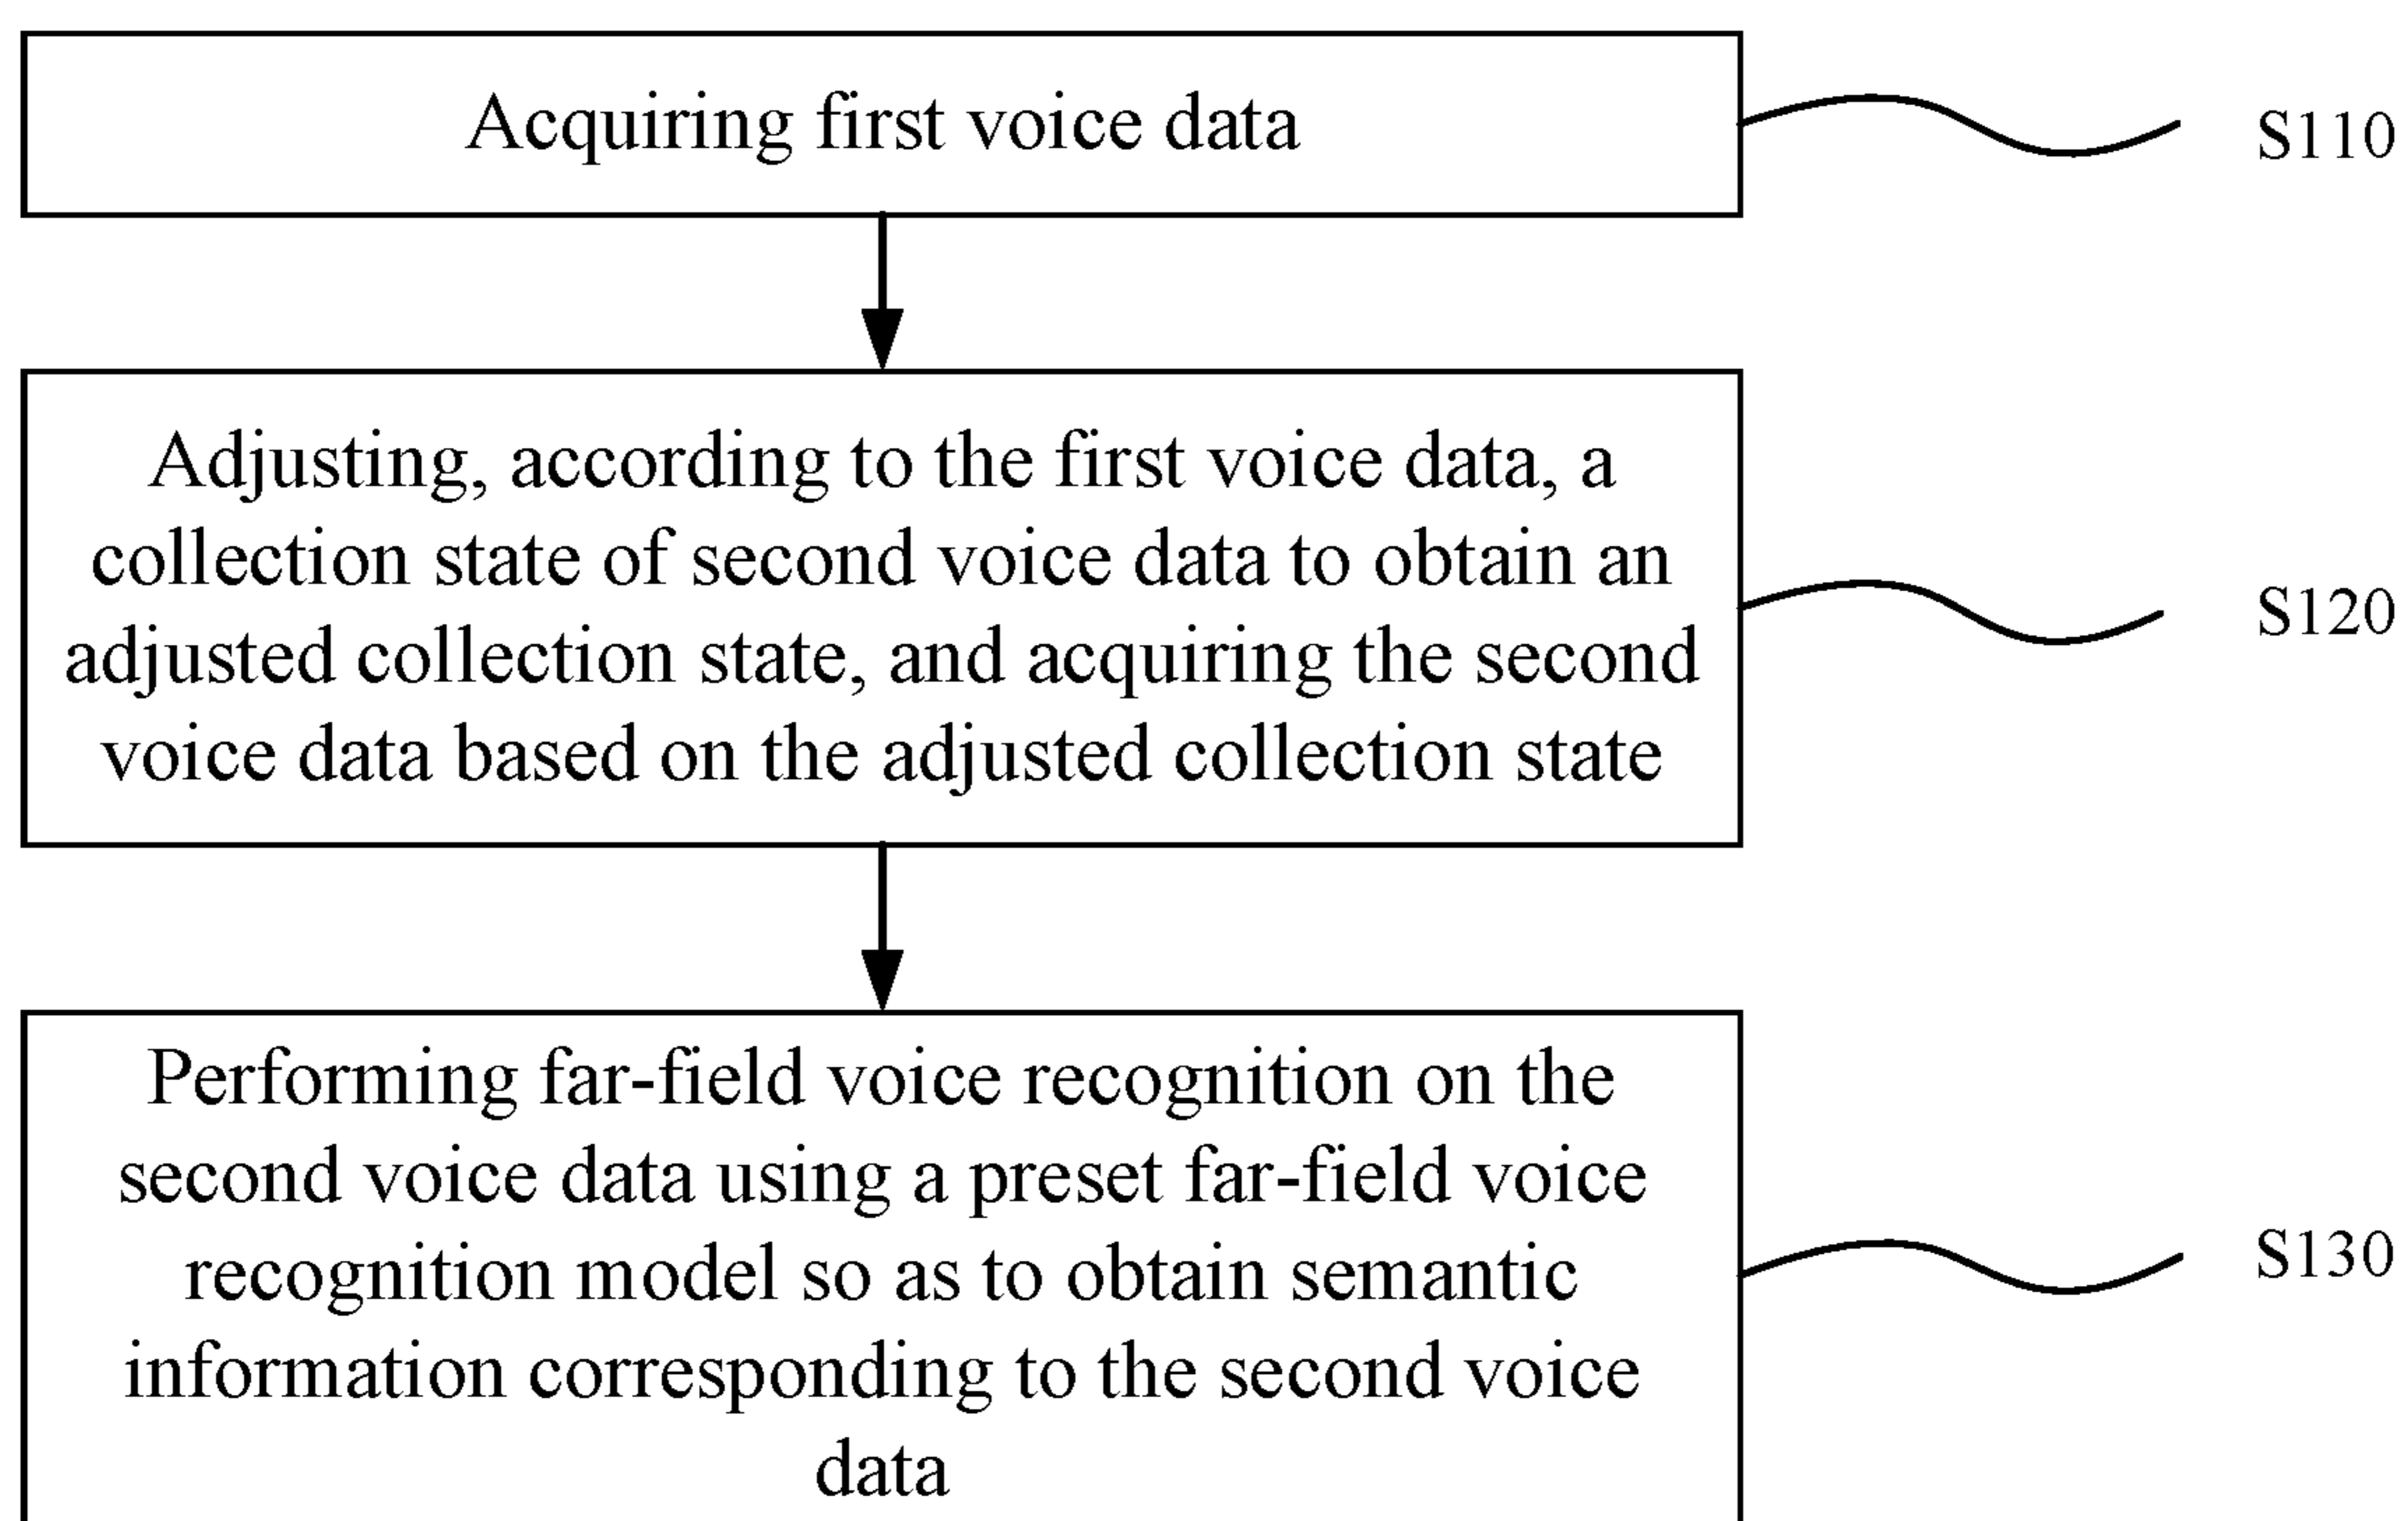 Acquiring first voice data
S110
Adjusting, according to the first voice data, a
collection state of second voice data to obtain an
adjusted collection state, and acquiring the second
voice data based on the adjusted collection state
S120
Performing far-field voice recognition on the
second voice data using a preset far-field voice
recognition model so as to obtain semantic
information corresponding to the second voice
data
S130